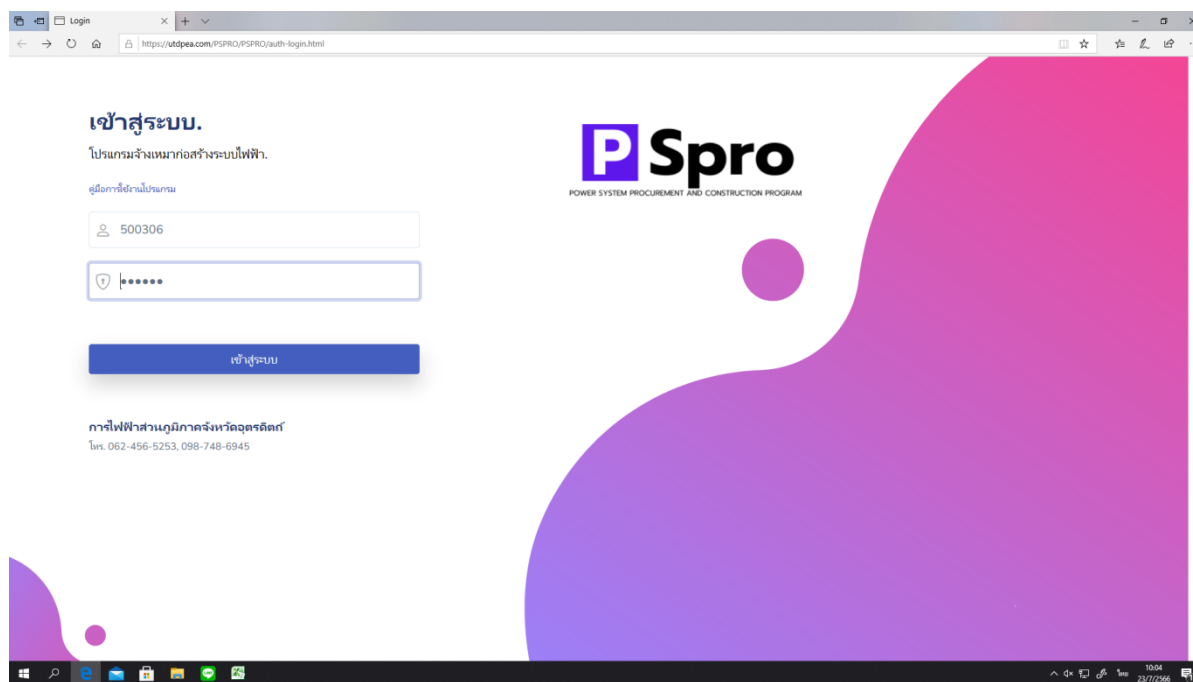 Login
https://utdpea.com/PSPRO/PSPRO/auth-login.html
เข้าสู่ระบบ.
โปรแกรมจ้างเหมาก่อสร้างระบบไฟฟ้า.
คู่มือการใช้งานโปรแกรม
500306
••••••
เข้าสู่ระบบ
การไฟฟ้าส่วนภูมิภาคจังหวัดอุตรดิตถ์
โทร. 062-456-5253, 098-748-6945
P Spro
POWER SYSTEM PROCUREMENT AND CONSTRUCTION PROGRAM
ไทย
10:04
23/7/2566